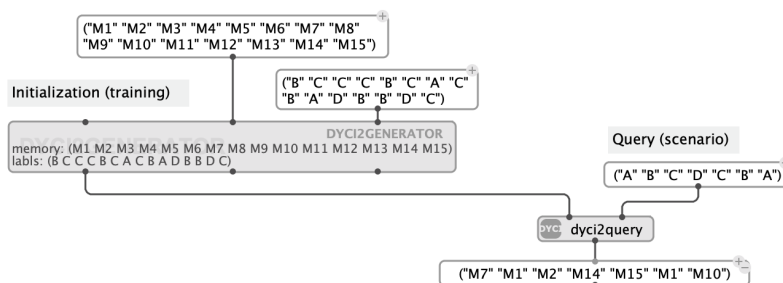 ("M1" "M2" "M3" "M4" "M5" "M6" "M7" "M8"
"M9" "M10" "M11" "M12" "M13" "M14" "M15")
Initialization (training)
("B" "C" "C" "C" "B" "C" "A" "C"
"B" "A" "D" "B" "B" "D" "C")
DYCI2GENERATOR
DYCI2GENERATOR
memory: (M1 M2 M3 M4 M5 M6 M7 M8 M9 M10 M11 M12 M13 M14 M15)
labls: (B C C C B C A C B A D B B D C)
Query (scenario)
("A" "B" "C" "D" "C" "B" "A")
DYCI dyci2query
("M7" "M1" "M2" "M14" "M15" "M1" "M10")